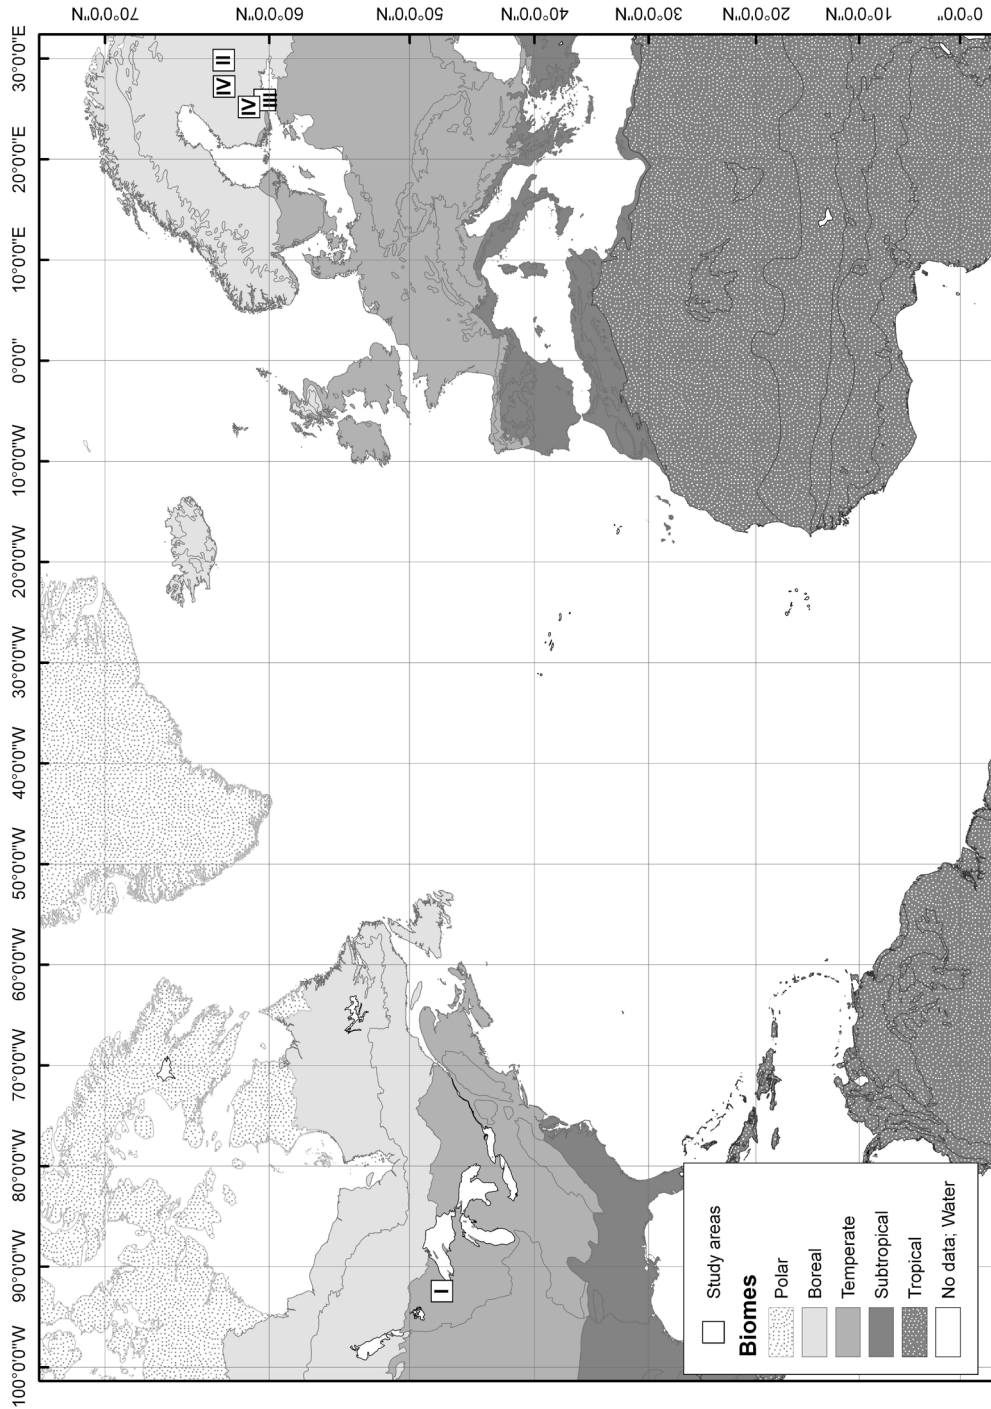 70°0'0"N
60°0'0"N
50°0'0"N
40°0'0"N
30°0'0"N
20°0'0"N
10°0'0"N
0°0'0"
30°0'0"E
20°0'0"E
10°0'0"E
0°0'0"
10°0'0"W
20°0'0"W
30°0'0"W
40°0'0"W
50°0'0"W
60°0'0"W
70°0'0"W
80°0'0"W
90°0'0"W
100°0'0"W
II
IV
IV
III
I
Study areas
Biomes
Polar
Boreal
Temperate
Subtropical
Tropical
No data; Water